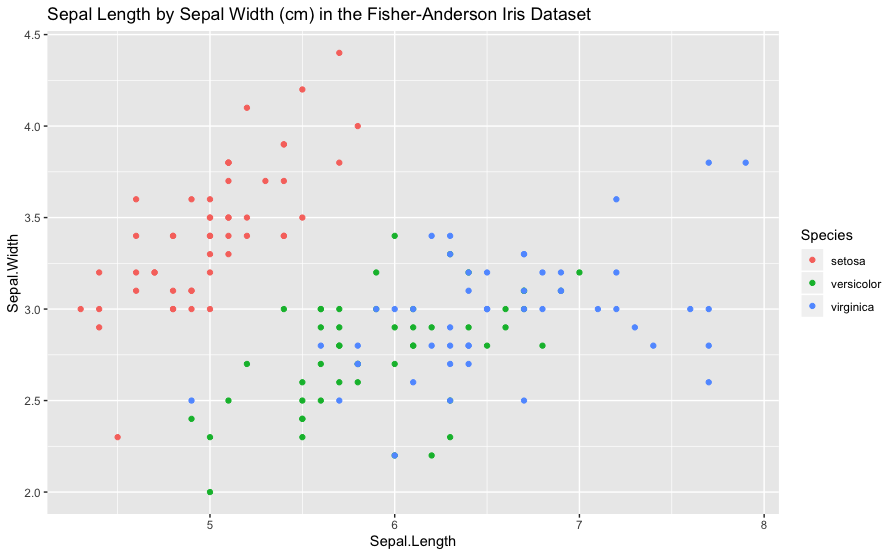 Sepal Length by Sepal Width (cm) in the Fisher-Anderson Iris Dataset
4.5
4.0
3.5
3.0
2.5
2.0
Sepal.Width
5 6 7 8
Sepal.Length
Species
setosa
versicolor
virginica